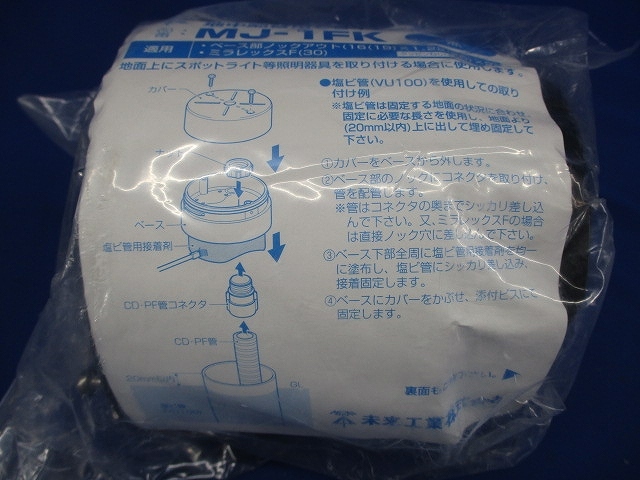 MJ-1FK
適用
・ベース部ノックアウト(16(19)
・ミラレックスF(30)
地面上にスポットライト等照明器具を取り付ける場合に使用します。
カバー
ベース
塩ビ管用接着剤
CD・PF管コネクタ
CD・PF管
20mm以内
GL
●塩ビ管(VU100)を使用しての取り
付け例
※塩ビ管は固定する地面の状況に合わせ、
固定に必要な長さを使用し、地面より
(20mm以内)上に出して埋め固定して
下さい。
①カバーをベースから外します。
②ベース部のノックにコネクタを取り付け、
管を配管します。
※管はコネクタの奥までシッカリ差し込
んで下さい。又、ミラレックスFの場合
は直接ノック穴に差し込んで下さい。
③ベース下部全周に塩ビ管用接着剤を均一
に塗布し、塩ビ管にシッカリ差し込み、
接着固定します。
④ベースにカバーをかぶせ、添付ビスにて
固定します。
裏面も
下さい。
未来工業